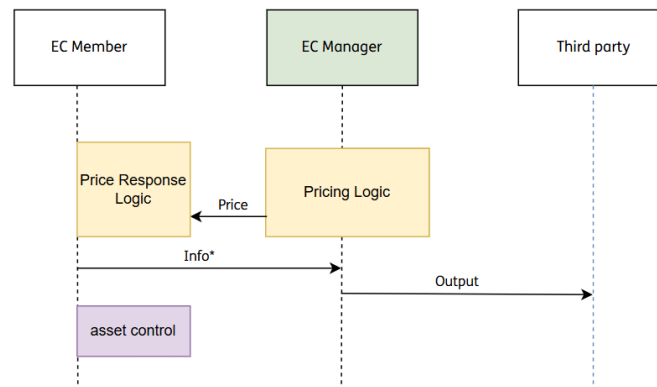 EC Member
EC Manager
Third party
Price Response
Logic
Pricing Logic
Price
Info*
Output
asset control